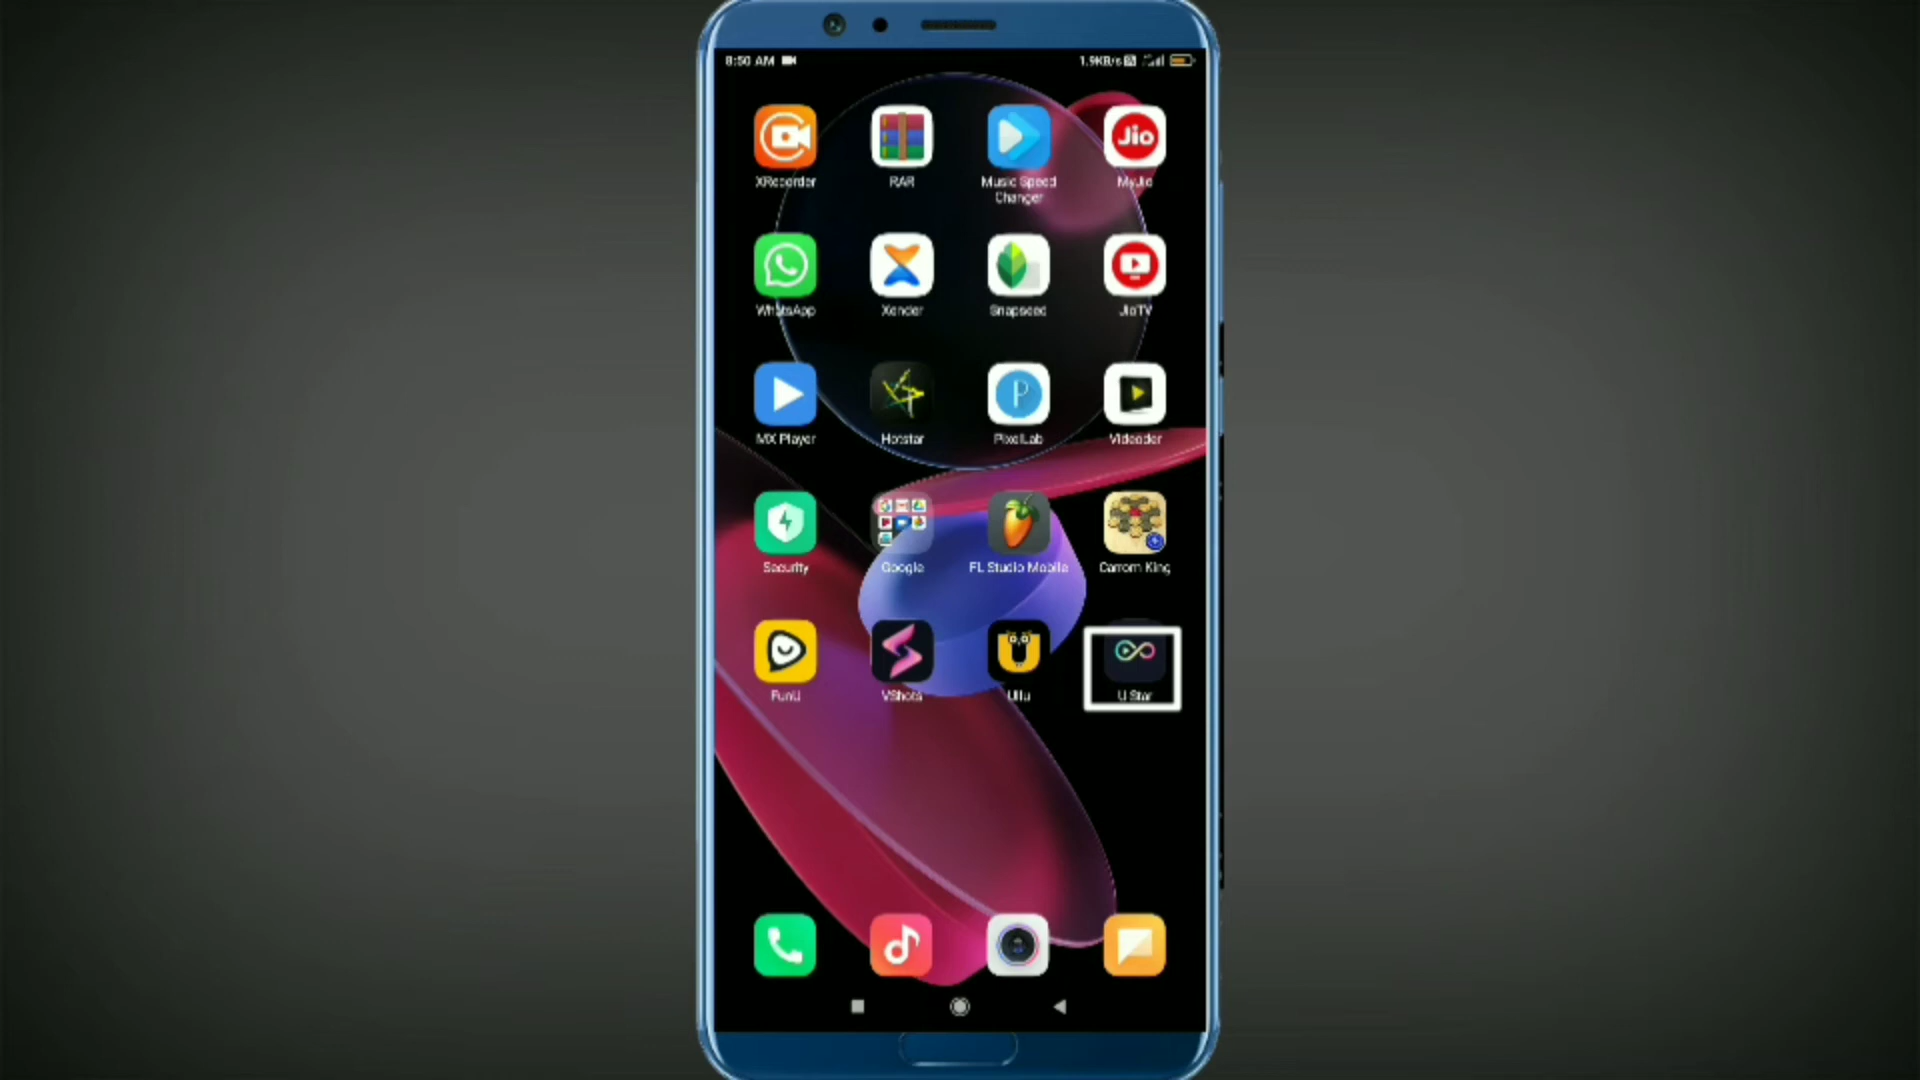 8:50 AM
1.9KB/s
XRecorder
RAR
Music Speed
Changer
Jio
MyJio
WhatsApp
Xender
Snapseed
JioTV
MX Player
Hotstar
PixelLab
Videoder
Security
Google
FL Studio Mobile
Carrom King
FunU
VShots
Ullu
U Star